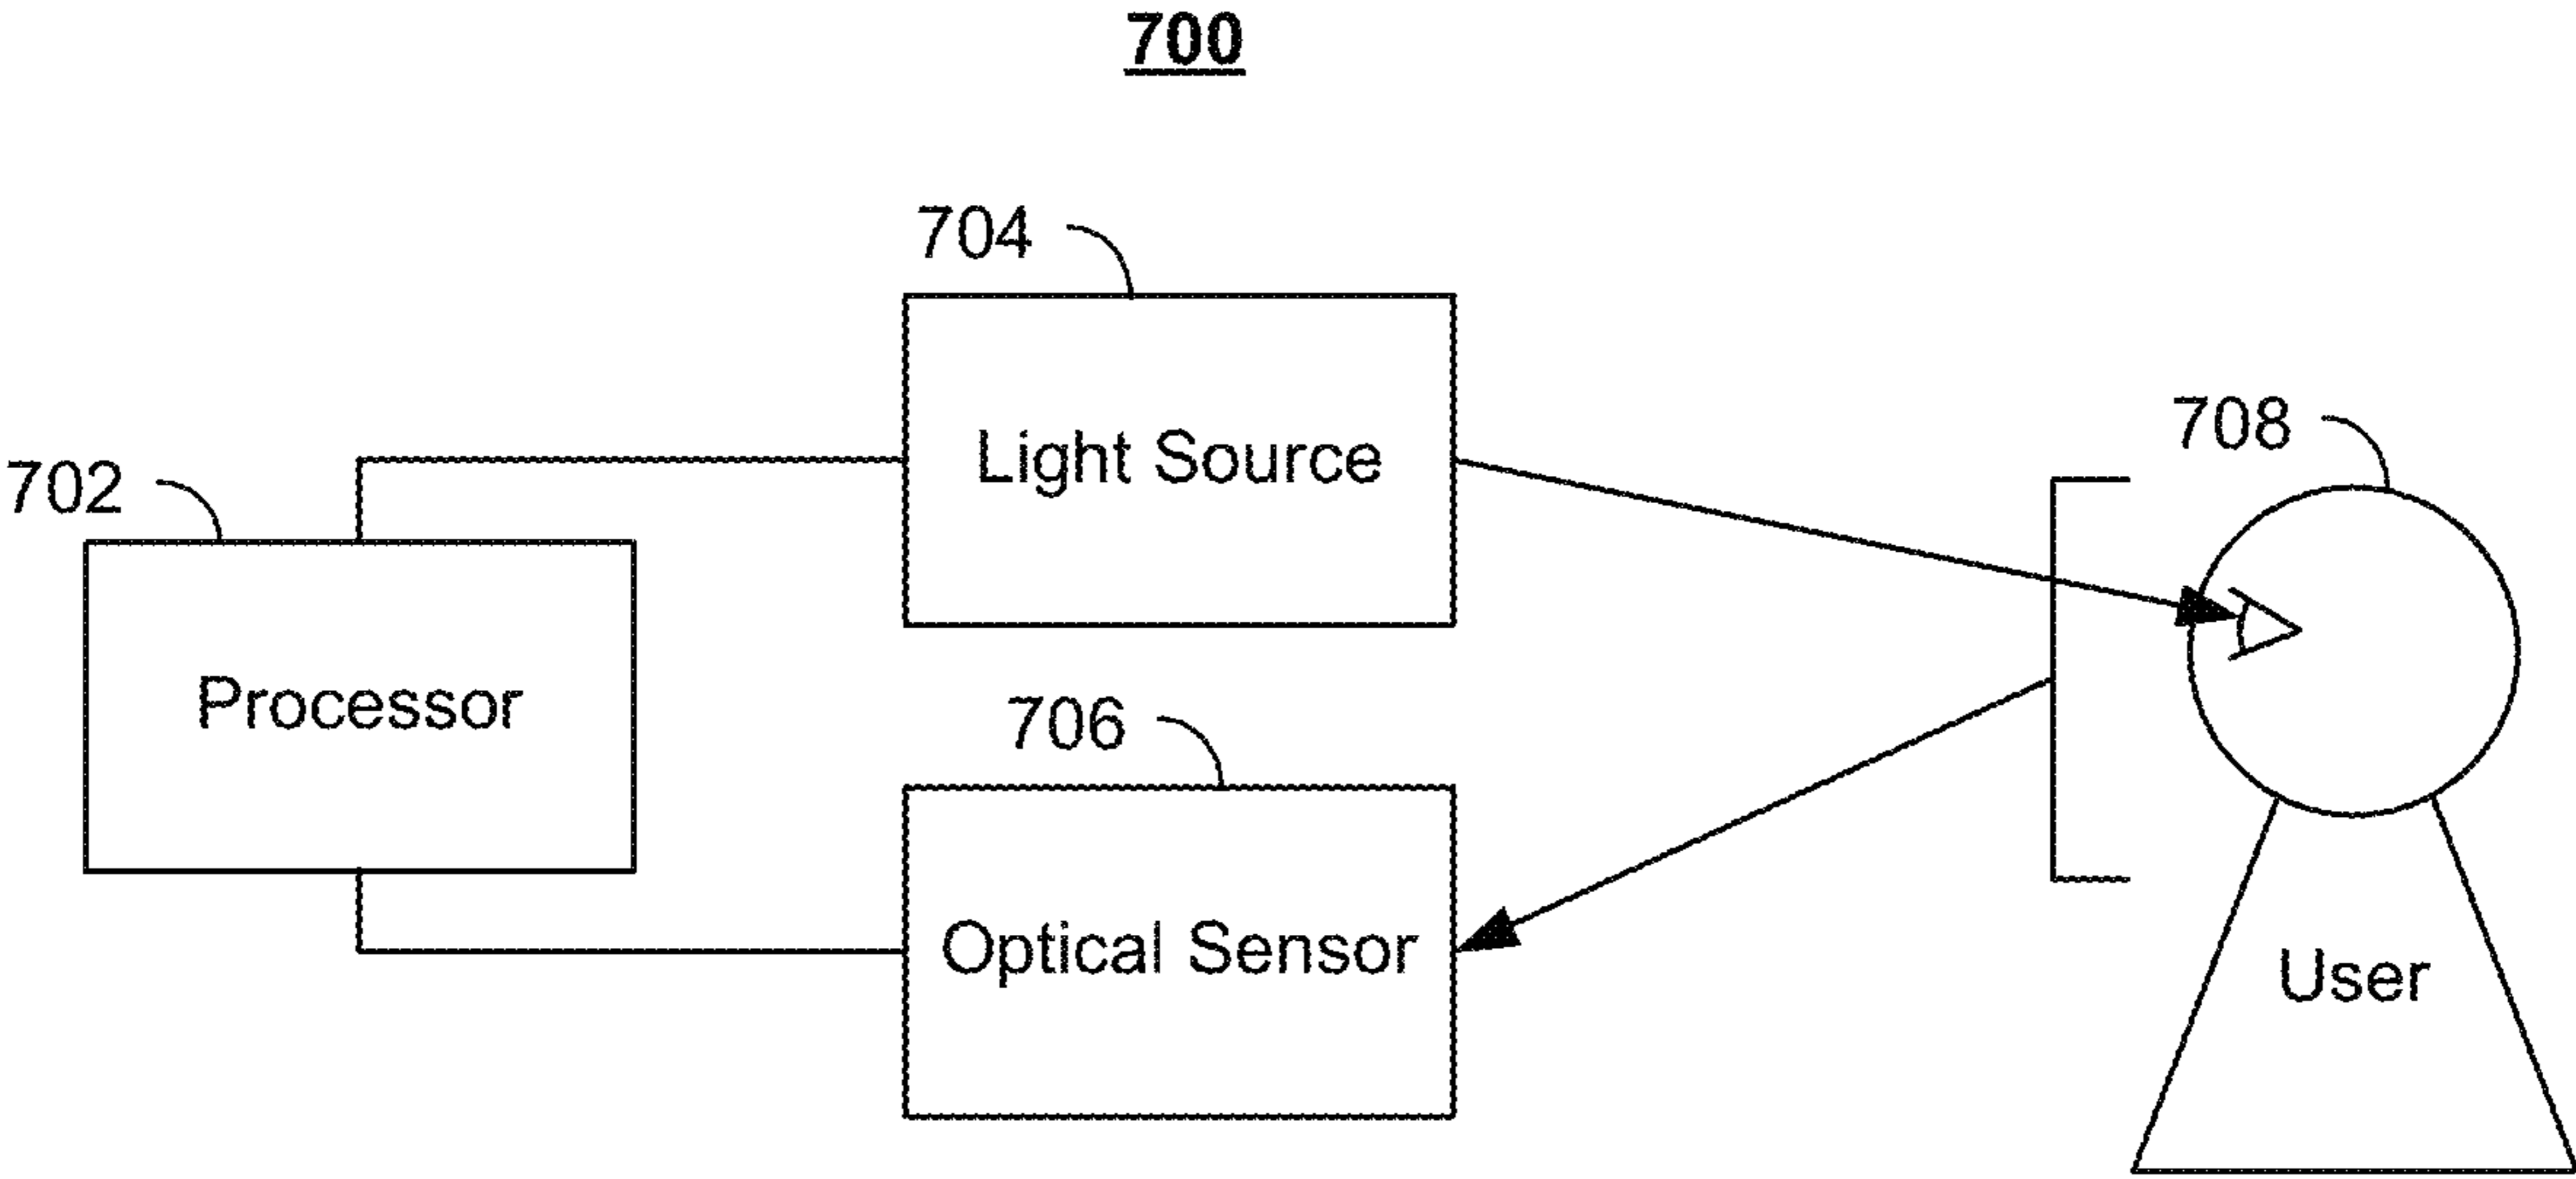 700
704
Light Source
708
702
Processor
706
Optical Sensor
User